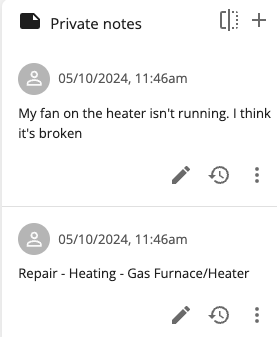 Private notes
05/10/2024, 11:46am
My fan on the heater isn't running. I think
it's broken
05/10/2024, 11:46am
Repair - Heating - Gas Furnace/Heater